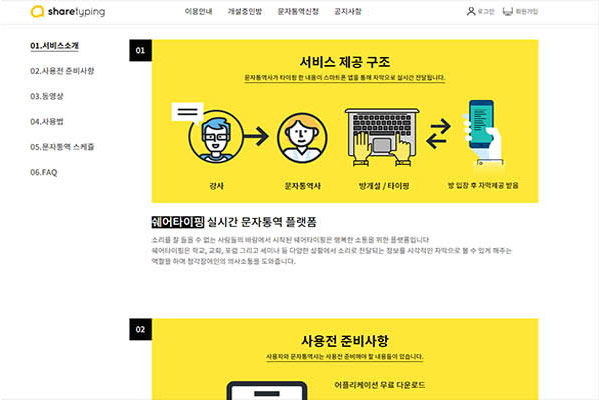 sharetyping
이용안내 개설중인방 문자통역신청 공지사항
로그인 회원가입
01.서비스소개
02.사용전 준비사항
03.동영상
04.사용법
05.문자통역 스케쥴
06.FAQ
01
서비스 제공 구조
문자통역사가 타이핑 한 내용이 스마트폰 앱을 통해 자막으로 실시간 전달됩니다.
강사 문자통역사 방개설 / 타이핑 방 입장 후 자막제공 받음
쉐어타이핑 실시간 문자통역 플랫폼
소리를 잘 들을 수 없는 사람들의 바람에서 시작된 쉐어타이핑은 행복한 소통을 위한 플랫폼입니다
쉐어타이핑은 학교, 교회, 포럼 그리고 세미나 등 다양한 상황에서 소리로 전달되는 정보를 시각적인 자막으로 볼 수 있게 해주는
역할을 하며 청각장애인의 의사소통을 도와줍니다.
02
사용전 준비사항
사용자와 문자통역사는 사용전 준비해야 할 내용들이 있습니다.
어플리케이션 무료 다운로드